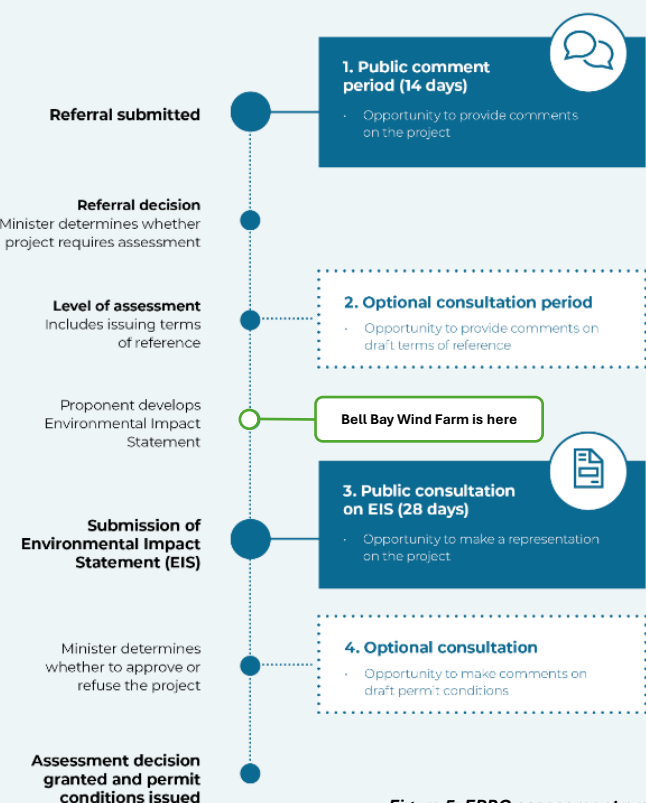 1. Public comment
period (14 days)
• Opportunity to provide comments
on the project
Referral submitted
Referral decision
Minister determines whether
project requires assessment
Level of assessment
Includes issuing terms
of reference
2. Optional consultation period
• Opportunity to provide comments on
draft terms of reference
Proponent develops
Environmental Impact
Statement
Bell Bay Wind Farm is here
3. Public consultation
on EIS (28 days)
• Opportunity to make a representation
on the project
Submission of
Environmental Impact
Statement (EIS)
Minister determines
whether to approve or
refuse the project
4. Optional consultation
• Opportunity to make comments on
draft permit conditions
Assessment decision
granted and permit
conditions issued